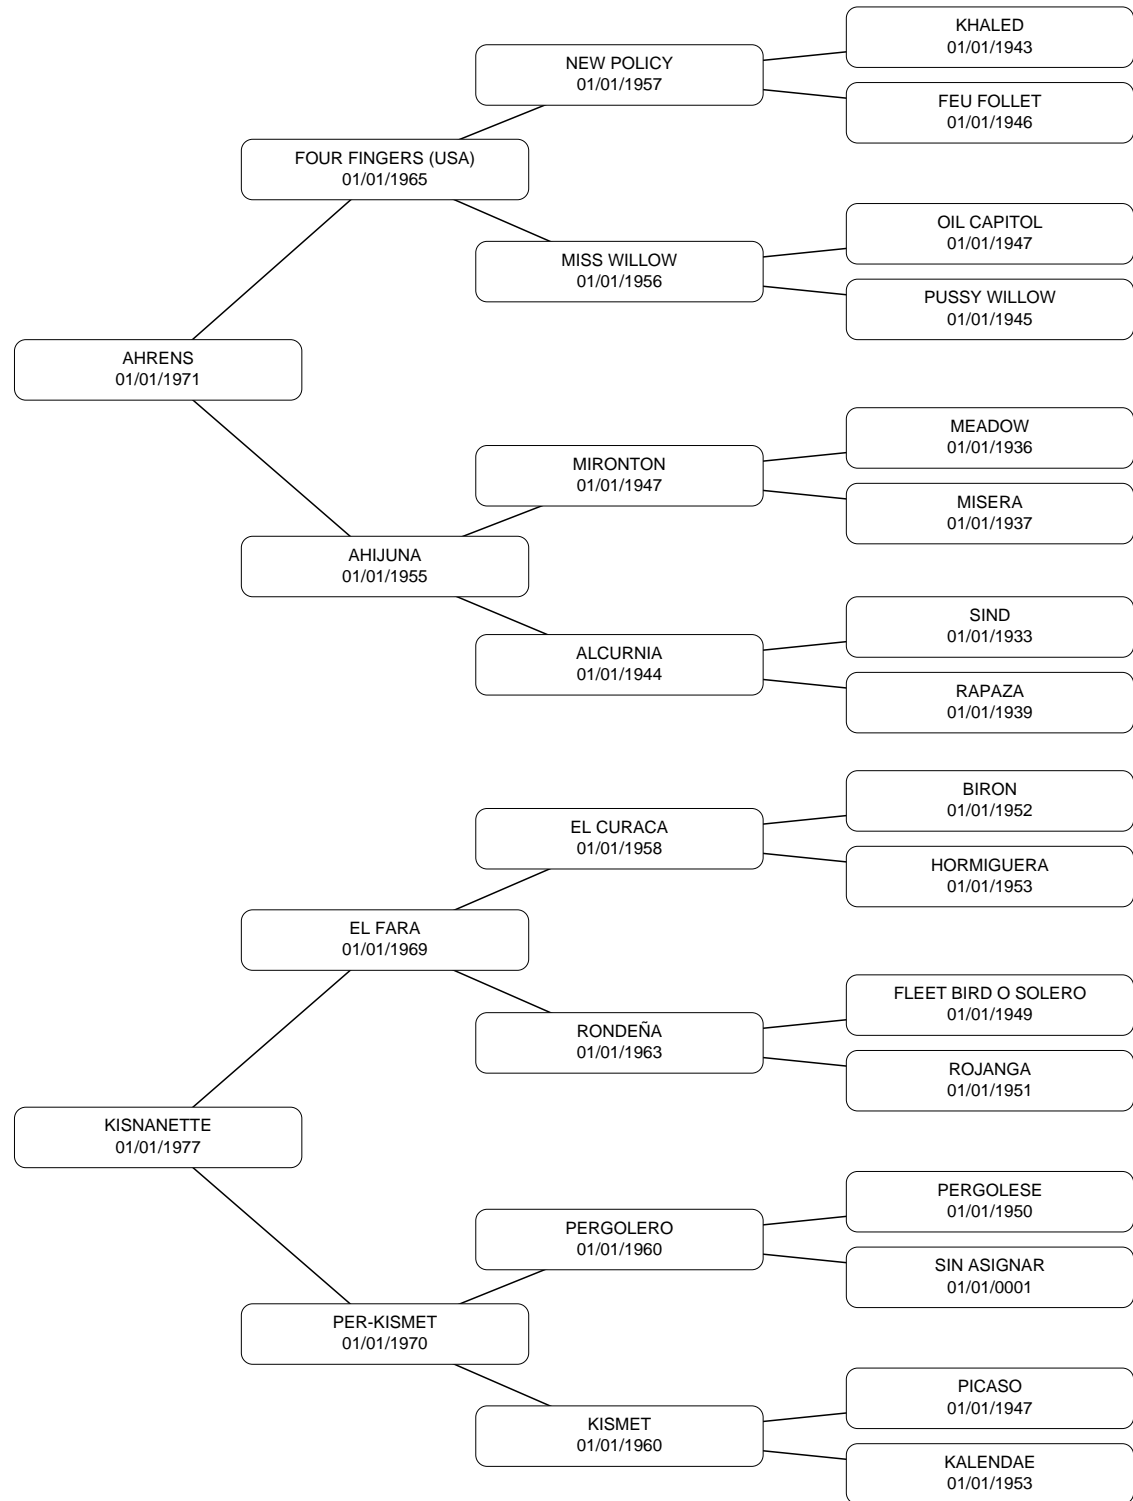 KHALED
01/01/1943
NEW POLICY
01/01/1957
FEU FOLLET
01/01/1946
FOUR FINGERS (USA)
01/01/1965
OIL CAPITOL
01/01/1947
MISS WILLOW
01/01/1956
PUSSY WILLOW
01/01/1945
AHRENS
01/01/1971
MEADOW
01/01/1936
MIRONTON
01/01/1947
MISERA
01/01/1937
AHIJUNA
01/01/1955
SIND
01/01/1933
ALCURNIA
01/01/1944
RAPAZA
01/01/1939
BIRON
01/01/1952
EL CURACA
01/01/1958
HORMIGUERA
01/01/1953
EL FARA
01/01/1969
FLEET BIRD O SOLERO
01/01/1949
RONDEÑA
01/01/1963
ROJANGA
01/01/1951
KISNANETTE
01/01/1977
PERGOLESE
01/01/1950
PERGOLERO
01/01/1960
SIN ASIGNAR
01/01/0001
PER-KISMET
01/01/1970
PICASO
01/01/1947
KISMET
01/01/1960
KALENDAE
01/01/1953